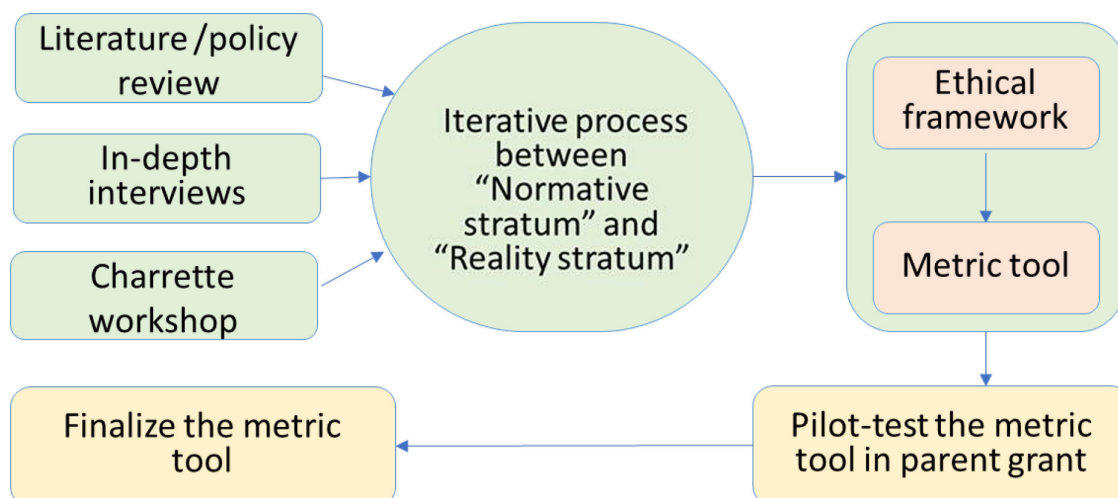 Literature/policy
review
In-depth
interviews
Charrette
workshop
Iterative process
between
“Normative
stratum” and
“Reality stratum”
Ethical
framework
Metric tool
Pilot-test the metric
tool in parent grant
Finalize the metric
tool